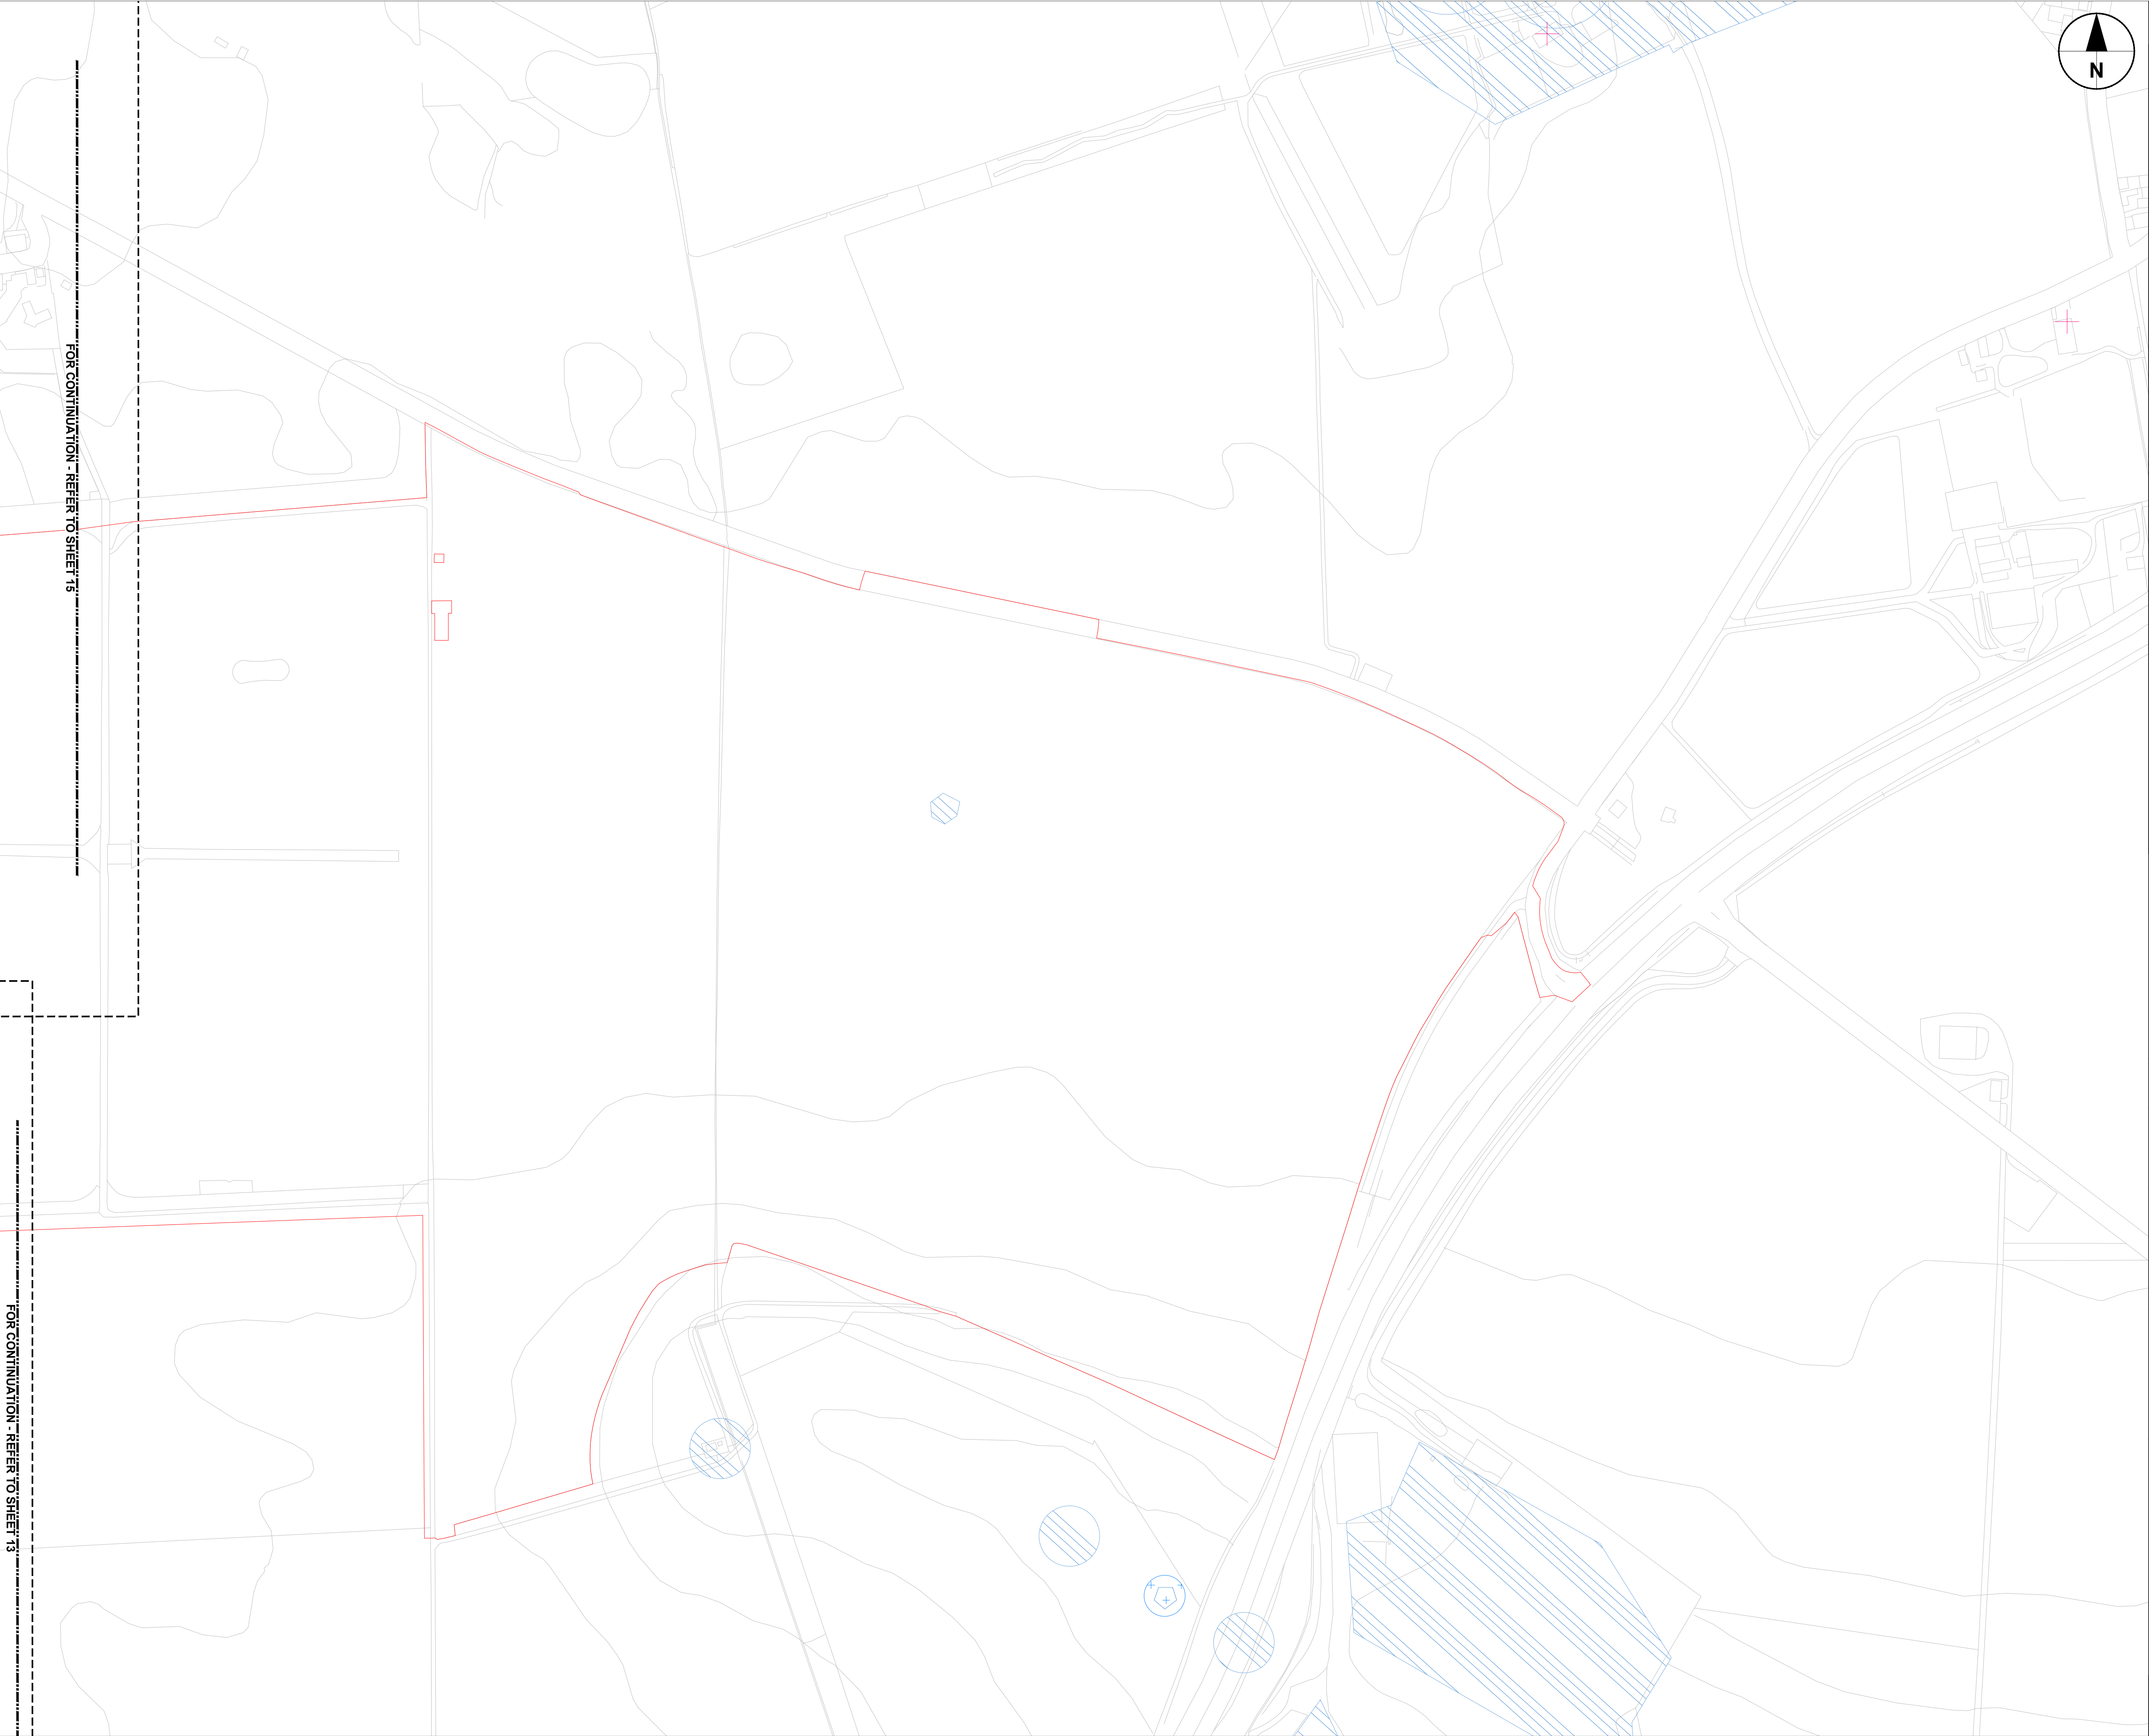 N
FOR CONTINUATION - REFER TO SHEET 15
FOR CONTINUATION - REFER TO SHEET 13